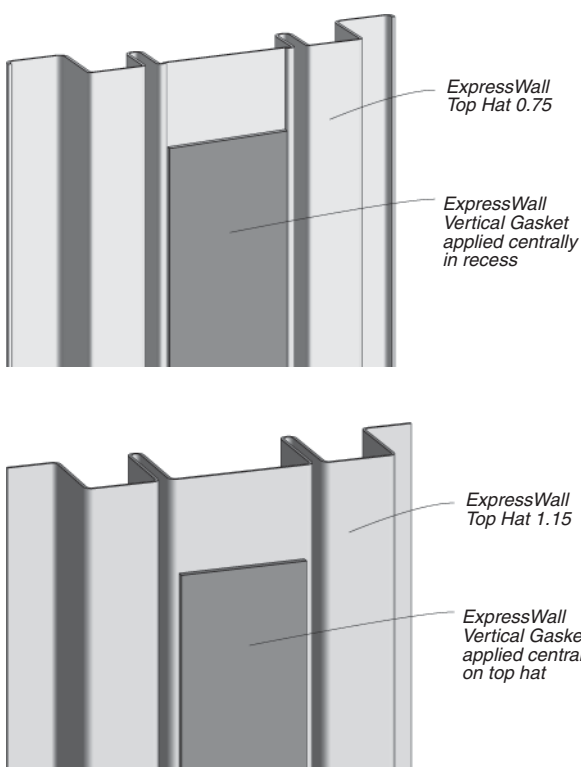 ExpressWall
Top Hat 0.75
ExpressWall
Vertical Gasket
applied centrally
in recess
ExpressWall
Top Hat 1.15
ExpressWall
Vertical Gaske
applied central
on top hat